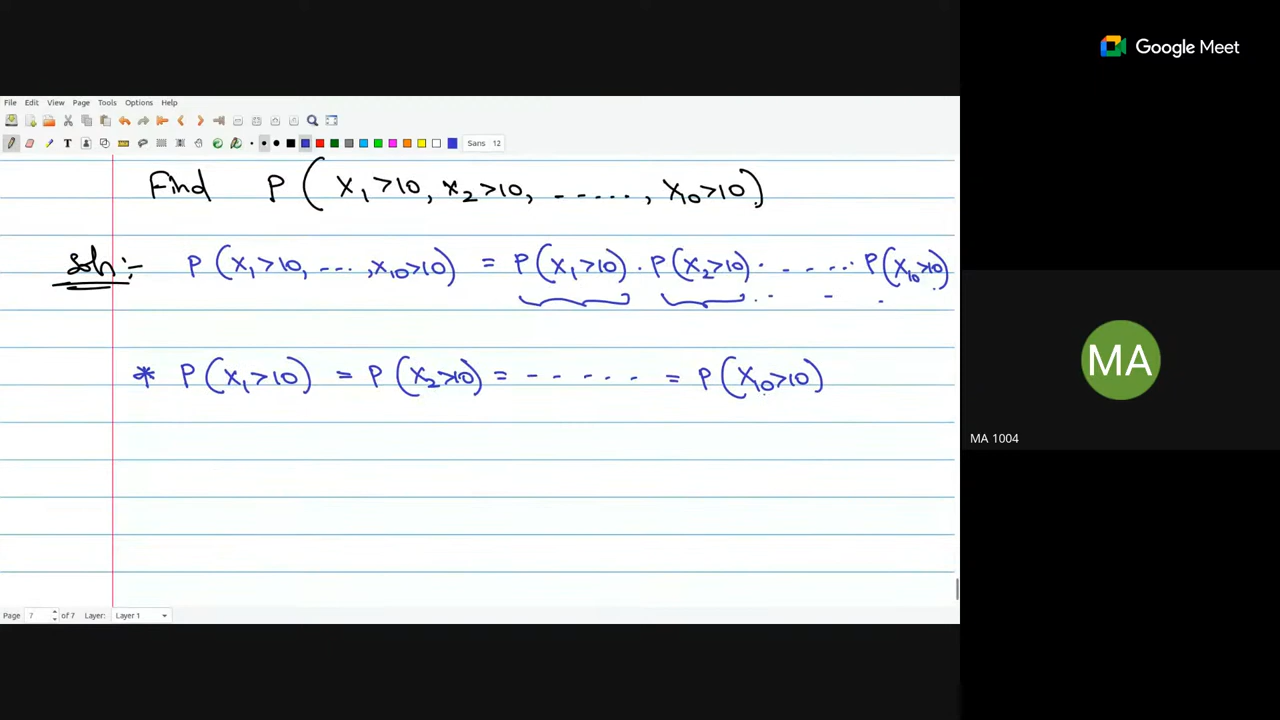 Google Meet
File Edit View Page Tools Options Help
Sans 12
Find P(X₁>10, X₂>10, ......, X₁₀>10)
Soln:- P(X₁>10, ..., X₁₀>10) = P(X₁>10) . P(X₂>10) . ..... P(X₁₀>10)
* P(X₁>10) = P(X₂>10) = ----- = P(X₁₀>10)
MA
MA 1004
Page 7 of 7 Layer: Layer 1